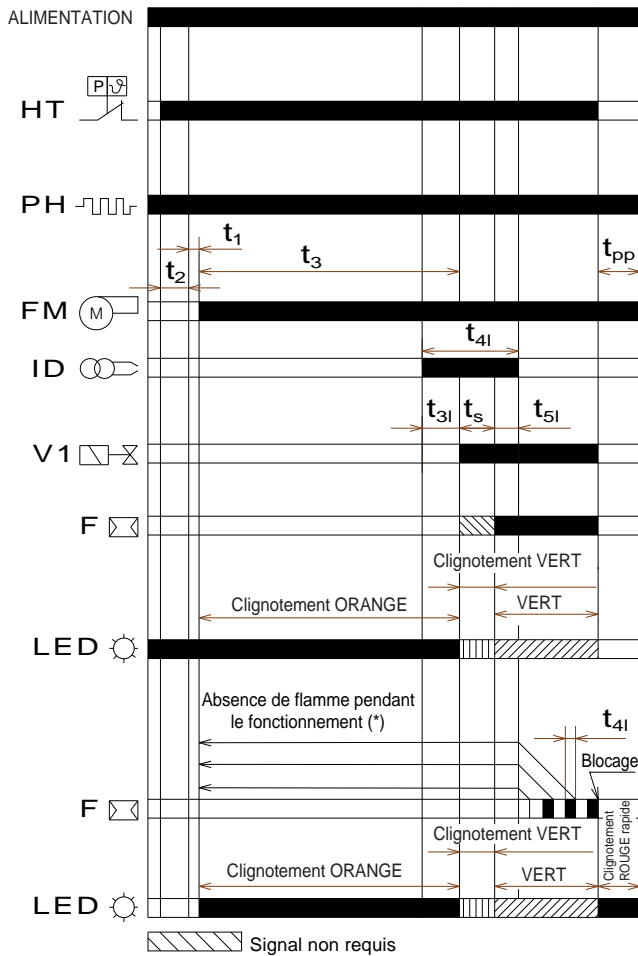 ALIMENTATION
P ϑ
HT
PH
t1
t3
tpp
t2
FM M
t4l
ID
t3l ts t5l
V1
F
Clignotement VERT
Clignotement ORANGE VERT
LED
Absence de flamme pendant
le fonctionnement (*)
t4l
Blocage
F
Clignotement VERT
Clignotement
ROUGE rapide
Clignotement ORANGE VERT
LED
Signal non requis